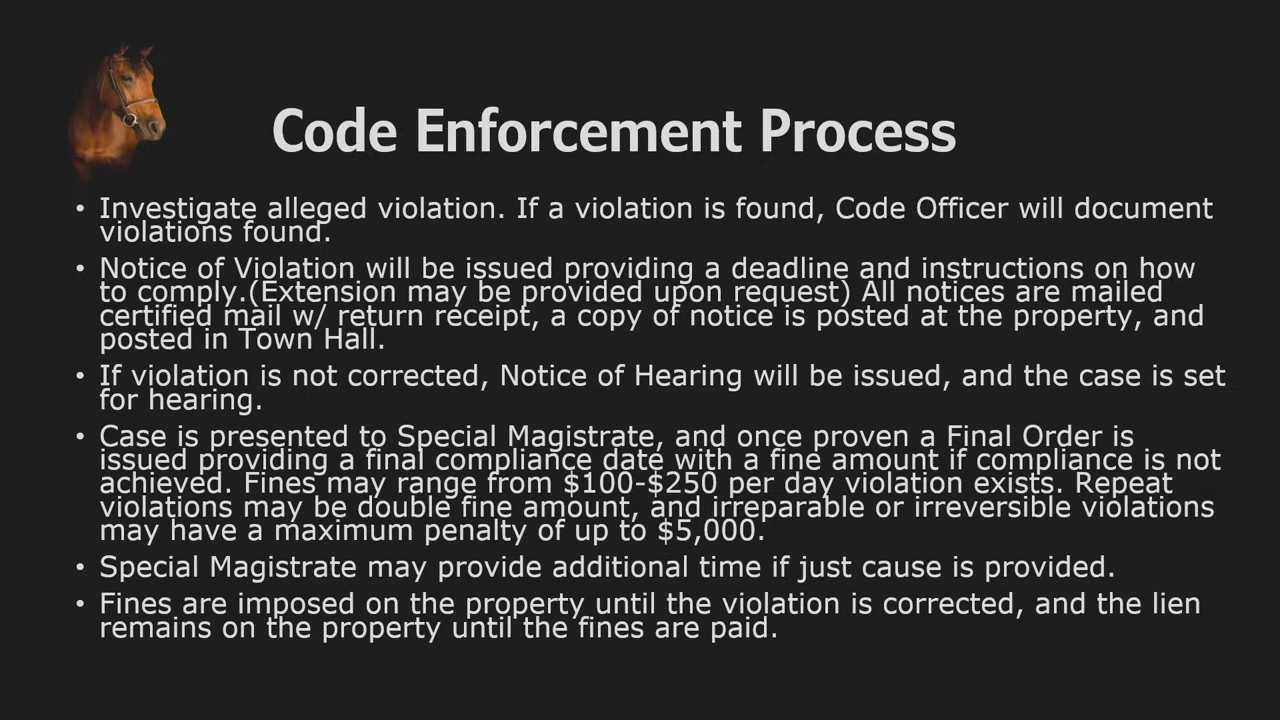 Code Enforcement Process
• Investigate alleged violation. If a violation is found, Code Officer will document
violations found.
• Notice of Violation will be issued providing a deadline and instructions on how
to comply.(Extension may be provided upon request) All notices are mailed
certified mail w/ return receipt, a copy of notice is posted at the property, and
posted in Town Hall.
• If violation is not corrected, Notice of Hearing will be issued, and the case is set
for hearing.
• Case is presented to Special Magistrate, and once proven a Final Order is
issued providing a final compliance date with a fine amount if compliance is not
achieved. Fines may range from $100-$250 per day violation exists. Repeat
violations may be double fine amount, and irreparable or irreversible violations
may have a maximum penalty of up to $5,000.
• Special Magistrate may provide additional time if just cause is provided.
• Fines are imposed on the property until the violation is corrected, and the lien
remains on the property until the fines are paid.